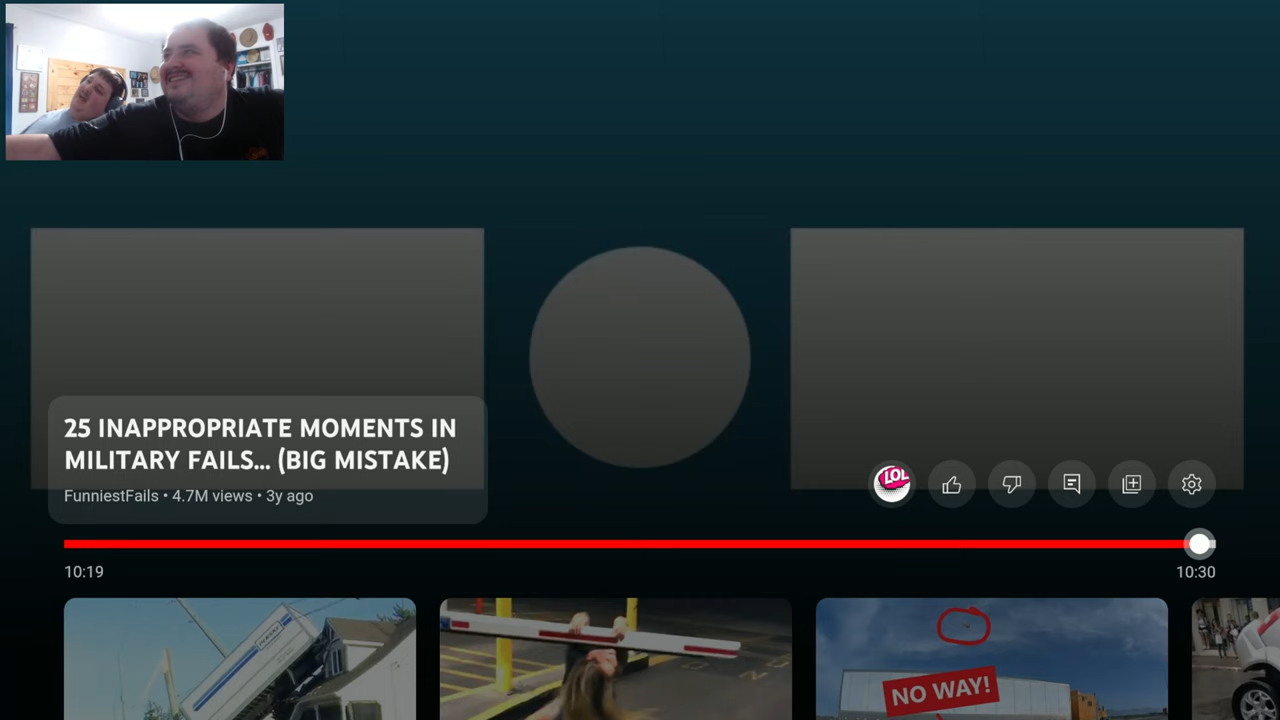 25 INAPPROPRIATE MOMENTS IN
MILITARY FAILS... (BIG MISTAKE)
FunniestFails • 4.7M views • 3y ago
LOL
10:19
10:30
PENSKE
NO WAY!